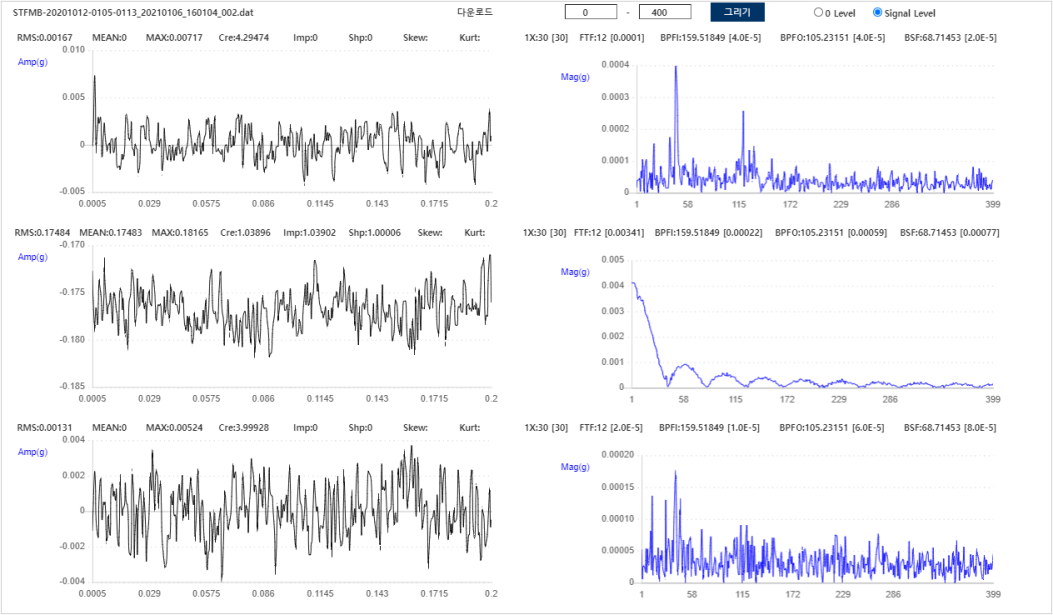 STFMB-20201012-0105-0113_20210106_160104_002.dat 다운로드 0 - 400 그리기 0 Level Signal Level
RMS:0.00167 MEAN:0 MAX:0.00717 Cre:4.29474 Imp:0 Shp:0 Skew: Kurt: 1X:30 [30] FTF:12 [0.0001] BPFI:159.51849 [4.0E-5] BPFO:105.23151 [4.0E-5] BSF:68.71453 [2.0E-5]
Amp(g)
0.010
0.005
0
-0.005
0.0005 0.029 0.0575 0.086 0.1145 0.143 0.1715 0.2
Mag(g)
0.0004
0.0003
0.0002
0.0001
0
1 58 115 172 229 286 399
RMS:0.17484 MEAN:0.17483 MAX:0.18165 Cre:1.03896 Imp:1.03902 Shp:1.00006 Skew: Kurt: 1X:30 [30] FTF:12 [0.00341] BPFI:159.51849 [0.00022] BPFO:105.23151 [0.00059] BSF:68.71453 [0.00077]
Amp(g)
-0.170
-0.175
-0.180
-0.185
0.0005 0.029 0.0575 0.086 0.1145 0.143 0.1715 0.2
Mag(g)
0.005
0.004
0.003
0.002
0.001
0
1 58 115 172 229 286 399
RMS:0.00131 MEAN:0 MAX:0.00524 Cre:3.99928 Imp:0 Shp:0 Skew: Kurt: 1X:30 [30] FTF:12 [2.0E-5] BPFI:159.51849 [1.0E-5] BPFO:105.23151 [6.0E-5] BSF:68.71453 [8.0E-5]
Amp(g)
0.004
0.002
0
-0.002
-0.004
0.0005 0.029 0.0575 0.086 0.1145 0.143 0.1715 0.2
Mag(g)
0.00020
0.00015
0.00010
0.00005
0
1 58 115 172 229 286 399